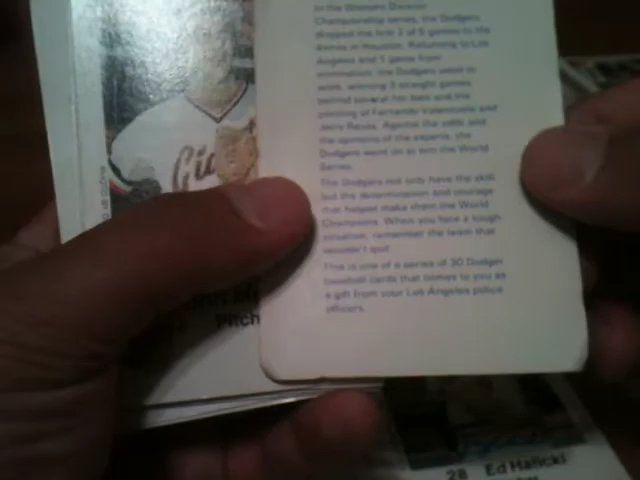 In the Western Division
Championship series, the Dodgers
dropped the first 2 of 5 games to the
Astros in Houston. Returning to Los
Angeles and 1 game from
elimination, the Dodgers went to
work, winning 3 straight games
behind several hot bats and the
pitching of Fernando Valenzuela and
Jerry Reuss. Against the odds and
the opinions of the experts, the
Dodgers went on to win the World
Series.
The Dodgers not only have the skill
but the determination and courage
that helped make them the World
Champions. When you face a tough
situation, remember the team that
wouldn't quit!
This is one of a series of 30 Dodger
baseball cards that comes to you as
a gift from your Los Angeles police
officers.
Gia
Pitch
28 Ed Halicki